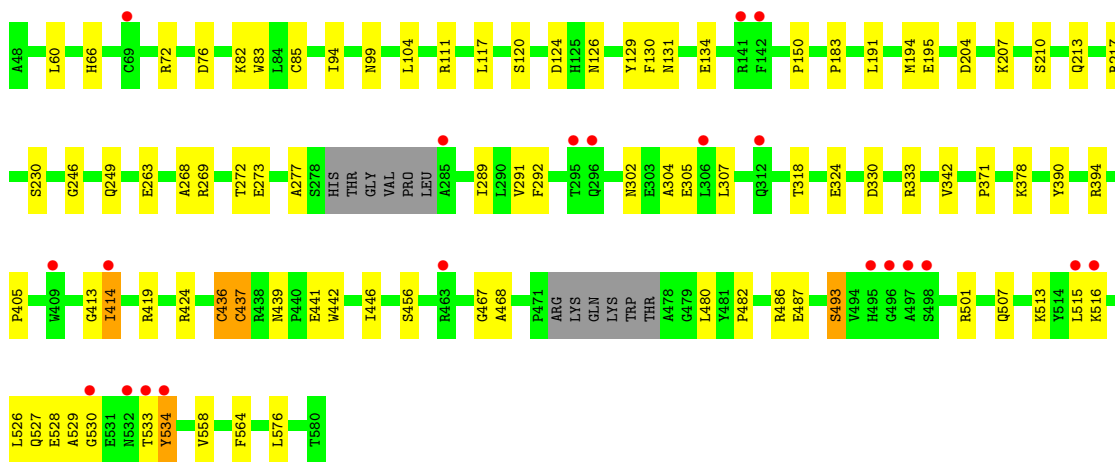 A48 L60 H66 C69 R72 D76 K82 W83 L84 C85 I94 N99 L104 R111 L117 S120 D124 H125 N126 Y129 F130 N131 E134 R141 F142 P150 P183 L191 M194 E195 D204 K207 S210 Q213
S230 G246 Q249 E263 A268 R269 T272 E273 A277 S278 HIS THR GLY VAL PRO LEU A285 I289 L290 V291 F292 T295 Q296 N302 E303 A304 E305 L306 L307 Q312 T318 E324 D330 R333 V342 P371 K378 Y390 R394
P405 W409 G413 I414 R419 R424 C436 C437 R438 N439 P440 E441 W442 I446 S456 R463 G467 A468 P471 ARG LYS GLN LYS TRP THR A478 G479 L480 Y481 P482 R486 E487 S493 V494 H495 G496 A497 S498 R501 Q507 K513 Y514 L515 K516
L526 Q527 E528 A529 G530 E531 N532 T533 Y534 V558 F564 L576 T580